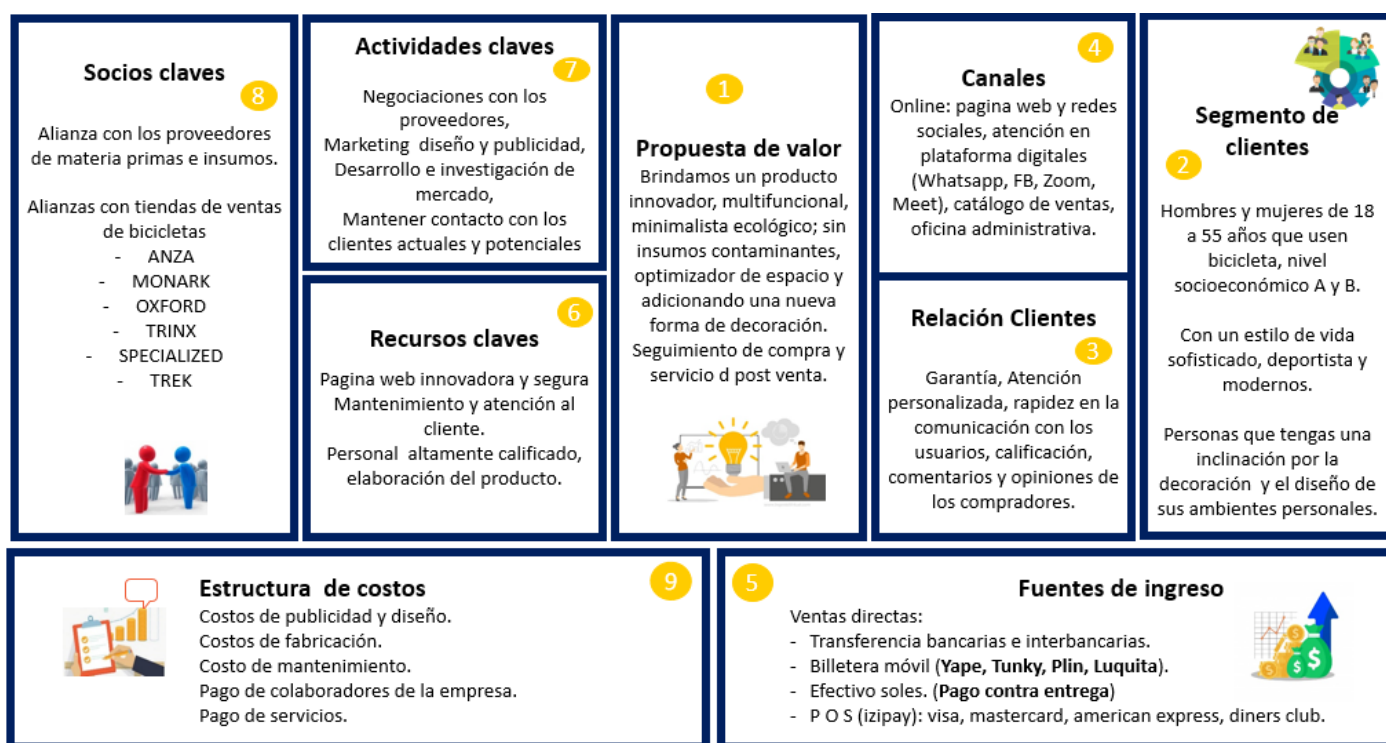 Socios claves
8
Alianza con los proveedores
de materia primas e insumos.
Alianzas con tiendas de ventas
de bicicletas
- ANZA
- MONARK
- OXFORD
- TRINX
- SPECIALIZED
- TREK
Actividades claves
7
Negociaciones con los
proveedores,
Marketing diseño y publicidad,
Desarrollo e investigación de
mercado,
Mantener contacto con los
clientes actuales y potenciales
6
Recursos claves
Pagina web innovadora y segura
Mantenimiento y atención al
cliente.
Personal altamente calificado,
elaboración del producto.
1
Propuesta de valor
Brindamos un producto
innovador, multifuncional,
minimalista ecológico; sin
insumos contaminantes,
optimizador de espacio y
adicionando una nueva
forma de decoración.
Seguimiento de compra y
servicio d post venta.
4
Canales
Online: pagina web y redes
sociales, atención en
plataforma digitales
(Whatsapp, FB, Zoom,
Meet), catálogo de ventas,
oficina administrativa.
Relación Clientes
3
Garantía, Atención
personalizada, rapidez en la
comunicación con los
usuarios, calificación,
comentarios y opiniones de
los compradores.
Segmento de
clientes
2
Hombres y mujeres de 18
a 55 años que usen
bicicleta, nivel
socioeconómico A y B.
Con un estilo de vida
sofisticado, deportista y
modernos.
Personas que tengas una
inclinación por la
decoración y el diseño de
sus ambientes personales.
Estructura de costos
9
Costos de publicidad y diseño.
Costos de fabricación.
Costo de mantenimiento.
Pago de colaboradores de la empresa.
Pago de servicios.
5
Fuentes de ingreso
Ventas directas:
- Transferencia bancarias e interbancarias.
- Billetera móvil (Yape, Tunky, Plin, Luquita).
- Efectivo soles. (Pago contra entrega)
- P O S (izipay): visa, mastercard, american express, diners club.